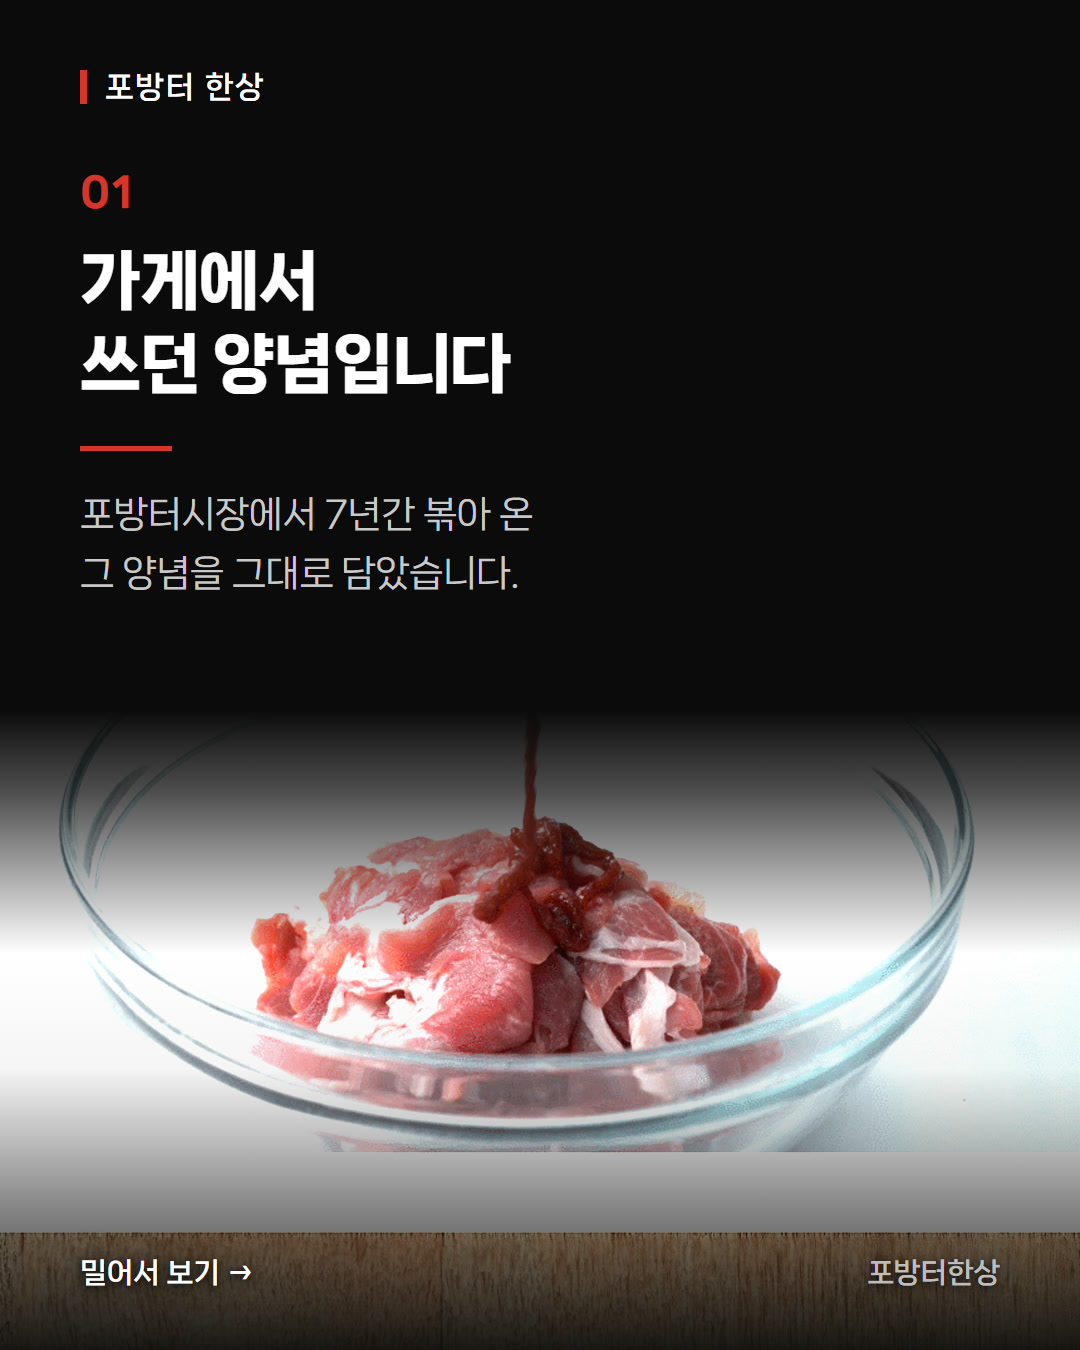 포방터 한상
01
가게에서
쓰던 양념입니다
포방터시장에서 7년간 볶아 온
그 양념을 그대로 담았습니다.
밀어서 보기 →
포방터한상